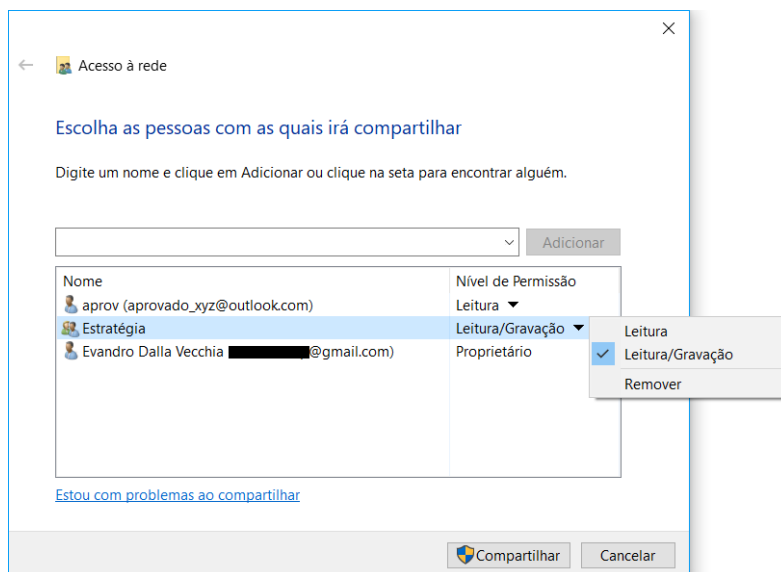 Acesso à rede
Escolha as pessoas com as quais irá compartilhar
Digite um nome e clique em Adicionar ou clique na seta para encontrar alguém.
Adicionar
Nome Nível de Permissão
aprov (aprovado_xyz@outlook.com) Leitura
Estratégia Leitura/Gravação
Evandro Dalla Vecchia @gmail.com) Proprietário
Leitura
Leitura/Gravação
Remover
Estou com problemas ao compartilhar
Compartilhar Cancelar